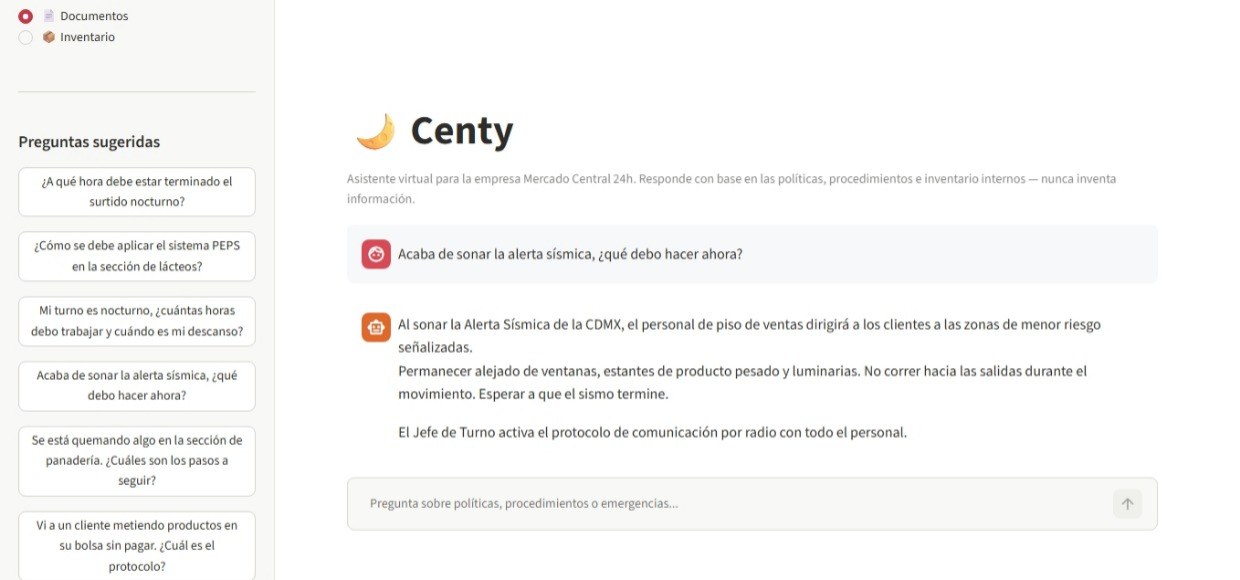 Documentos
Inventario
Preguntas sugeridas
¿A qué hora debe estar terminado el
surtido nocturno?
¿Cómo se debe aplicar el sistema PEPS
en la sección de lácteos?
Mi turno es nocturno, ¿cuántas horas
debo trabajar y cuándo es mi descanso?
Acaba de sonar la alerta sísmica, ¿qué
debo hacer ahora?
Se está quemando algo en la sección de
panadería. ¿Cuáles son los pasos a
seguir?
Vi a un cliente metiendo productos en
su bolsa sin pagar. ¿Cuál es el
protocolo?
Centy
Asistente virtual para la empresa Mercado Central 24h. Responde con base en las políticas, procedimientos e inventario internos — nunca inventa
información.
Acaba de sonar la alerta sísmica, ¿qué debo hacer ahora?
Al sonar la Alerta Sísmica de la CDMX, el personal de piso de ventas dirigirá a los clientes a las zonas de menor riesgo
señalizadas.
Permanecer alejado de ventanas, estantes de producto pesado y luminarias. No correr hacia las salidas durante el
movimiento. Esperar a que el sismo termine.
El Jefe de Turno activa el protocolo de comunicación por radio con todo el personal.
Pregunta sobre políticas, procedimientos o emergencias...